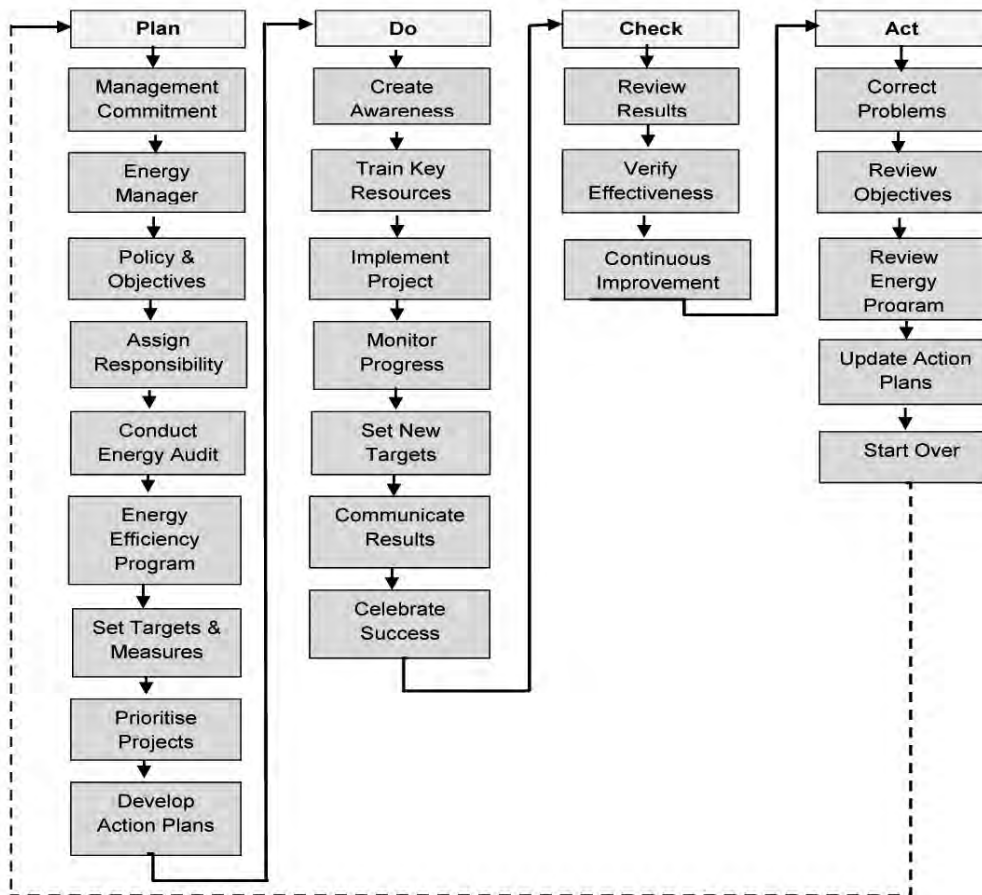 Plan
Management
Commitment
Energy
Manager
Policy &
Objectives
Assign
Responsibility
Conduct
Energy Audit
Energy
Efficiency
Program
Set Targets &
Measures
Prioritise
Projects
Develop
Action Plans
Do
Create
Awareness
Train Key
Resources
Implement
Project
Monitor
Progress
Set New
Targets
Communicate
Results
Celebrate
Success
Check
Review
Results
Verify
Effectiveness
Continuous
Improvement
Act
Correct
Problems
Review
Objectives
Review
Energy
Program
Update Action
Plans
Start Over